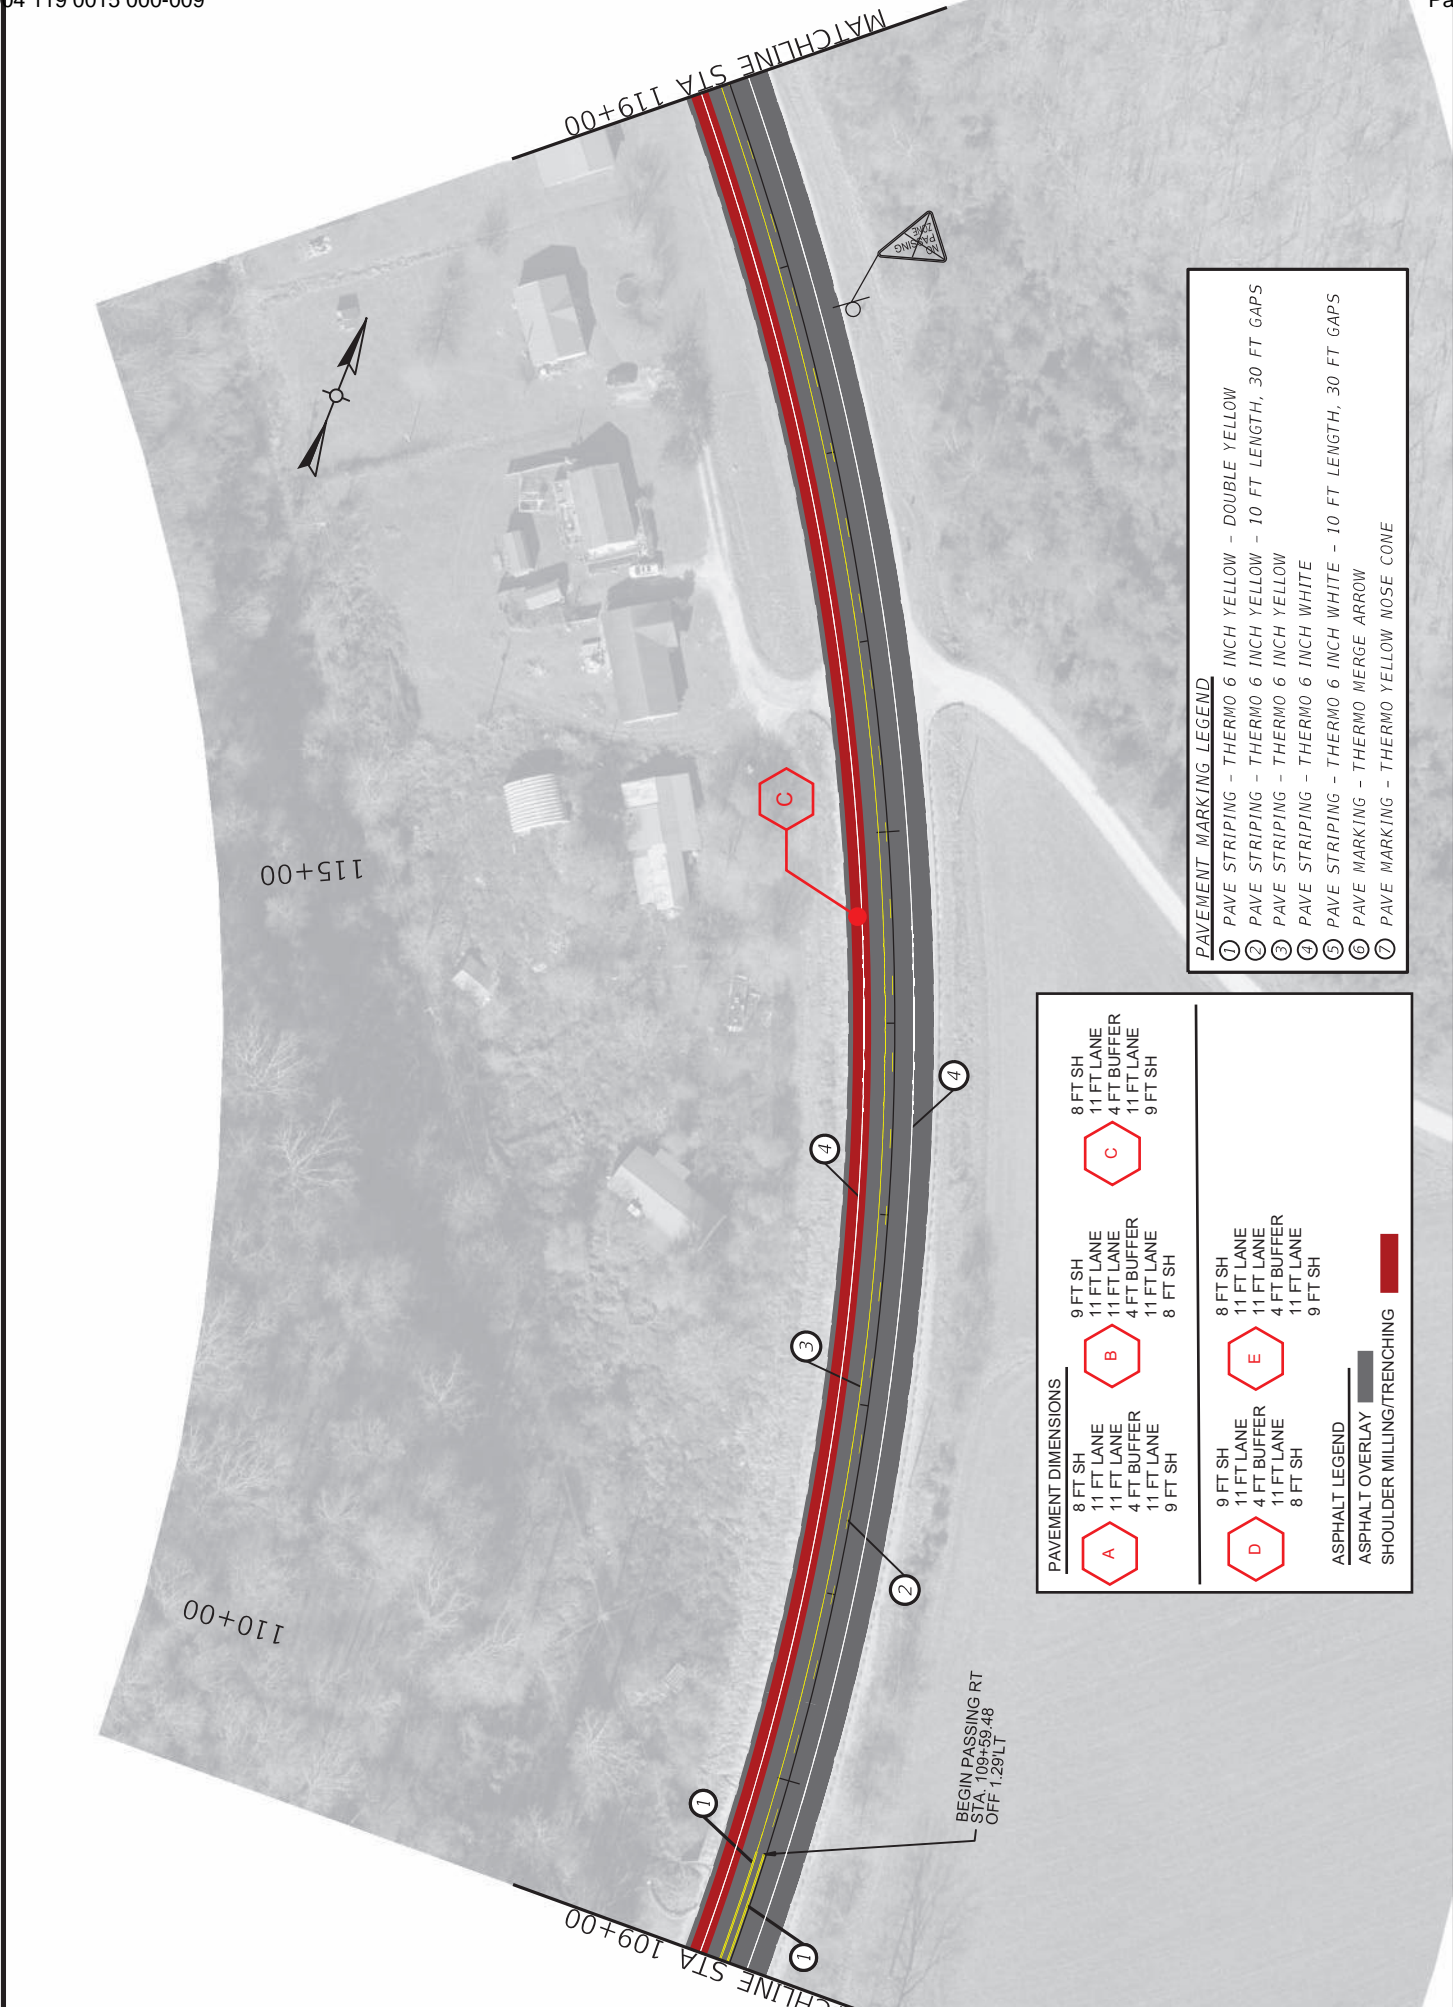 04 119 0015 000-009
Pa
MATCHLINE STA 119+00
NO
PASSING
ZONE
115+00
C
4
4
3
2
110+00
1
1
BEGIN PASSING RT
STA. 109+59.48
OFF 1.29'LT
MATCHLINE STA 109+00
PAVEMENT MARKING LEGEND
1 PAVE STRIPING - THERMO 6 INCH YELLOW - DOUBLE YELLOW
2 PAVE STRIPING - THERMO 6 INCH YELLOW - 10 FT LENGTH, 30 FT GAPS
3 PAVE STRIPING - THERMO 6 INCH YELLOW
4 PAVE STRIPING - THERMO 6 INCH WHITE
5 PAVE STRIPING - THERMO 6 INCH WHITE - 10 FT LENGTH, 30 FT GAPS
6 PAVE MARKING - THERMO MERGE ARROW
7 PAVE MARKING - THERMO YELLOW NOSE CONE
PAVEMENT DIMENSIONS
A
8 FT SH
11 FT LANE
11 FT LANE
4 FT BUFFER
11 FT LANE
9 FT SH
B
9 FT SH
11 FT LANE
11 FT LANE
4 FT BUFFER
11 FT LANE
8 FT SH
C
8 FT SH
11 FT LANE
4 FT BUFFER
11 FT LANE
9 FT SH
D
9 FT SH
11 FT LANE
4 FT BUFFER
11 FT LANE
8 FT SH
E
8 FT SH
11 FT LANE
11 FT LANE
4 FT BUFFER
11 FT LANE
9 FT SH
ASPHALT LEGEND
ASPHALT OVERLAY
SHOULDER MILLING/TRENCHING